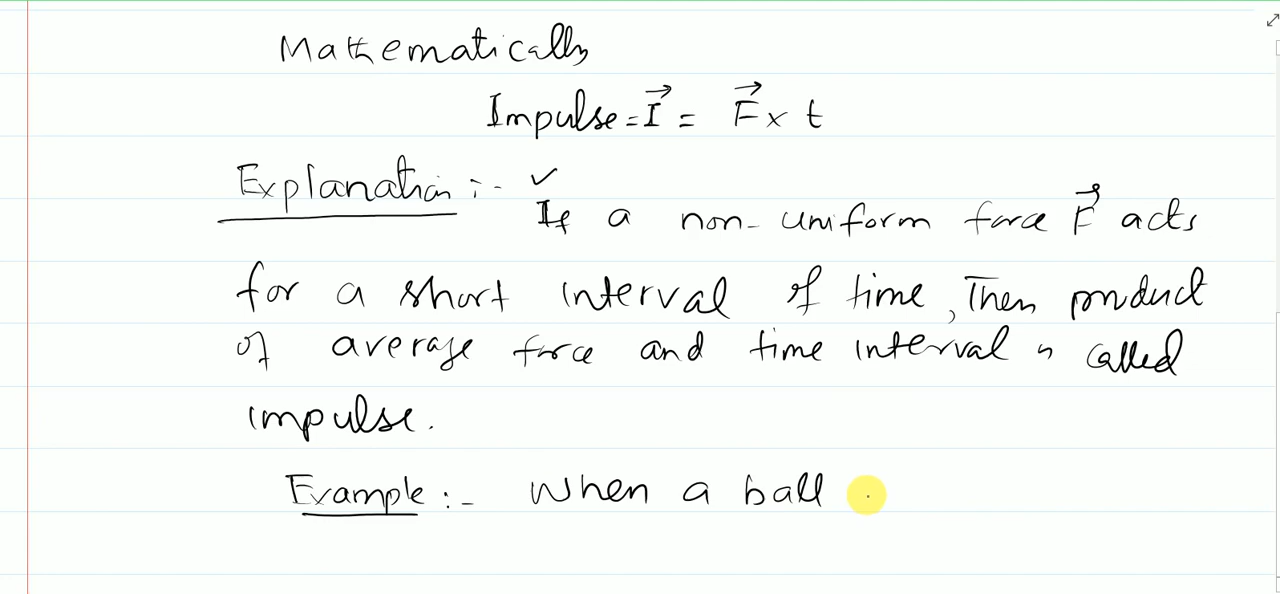 Mathematically
Impulse = I⃗ = F⃗ × t
Explanation :-
If a non-uniform force F⃗ acts
for a short interval of time, Then product
of average force and time interval is called
impulse.
Example :- When a ball